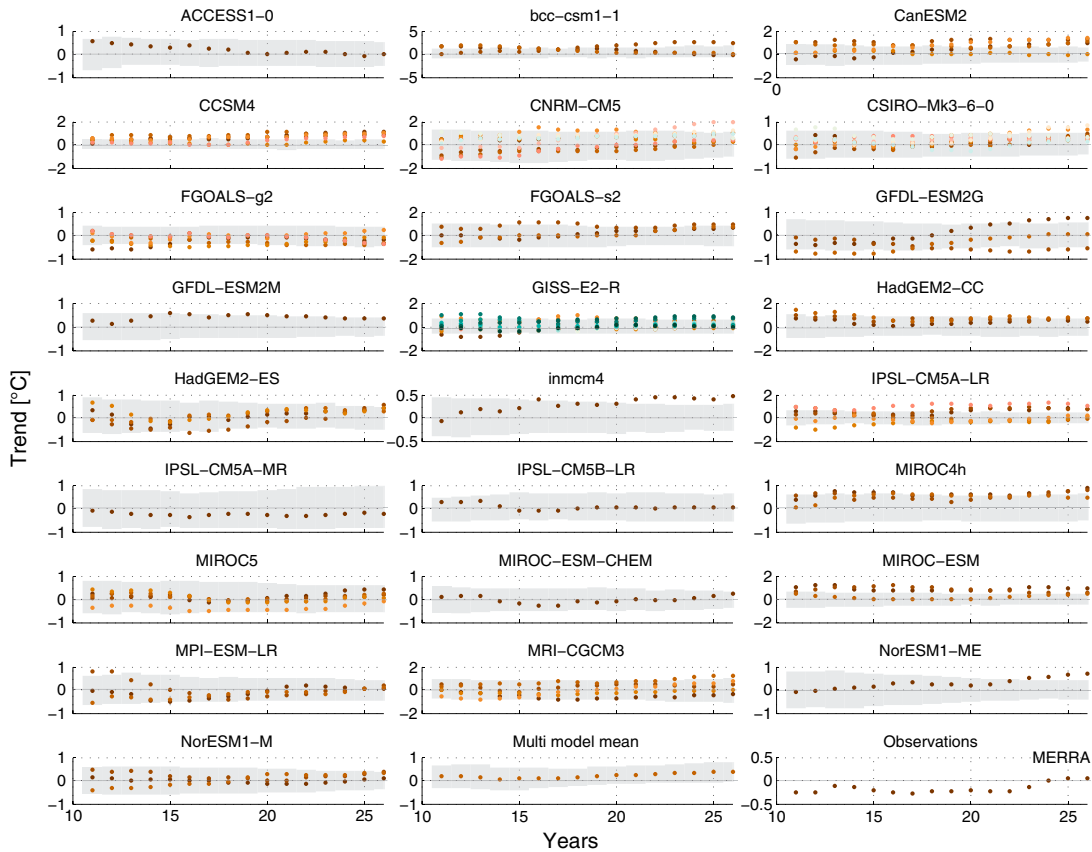 ACCESS1−0 bcc−csm1−1 CanESM2
1 5 2
0 0 0
−1 −5 −2
0
CCSM4 CNRM−CM5 CSIRO−Mk3−6−0
2 2 1
0 0 0
−2 −2 −1
FGOALS−g2 FGOALS−s2 GFDL−ESM2G
1 1 1
0 0 0
−1 −1 −1
GFDL−ESM2M GISS−E2−R HadGEM2−CC
1 1 2
0 0 0
−1 −1 −2
HadGEM2−ES inmcm4 IPSL−CM5A−LR
1 0.5 2
0 0 0
−1 −0.5 −2
IPSL−CM5A−MR IPSL−CM5B−LR MIROC4h
1 1 1
0 0 0
−1 −1 −1
MIROC5 MIROC−ESM−CHEM MIROC−ESM
1 1 2
0 0 0
−1 −1 −2
MPI−ESM−LR MRI−CGCM3 NorESM1−ME
1 2 1
0 0 0
−1 −2 −1
NorESM1−M Multi model mean Observations
1 1 0.5 MERRA
0 0 0
−1 −1 −0.5
10 15 20 25 10 15 20 25 10 15 20 25
Trend [°C]
Years